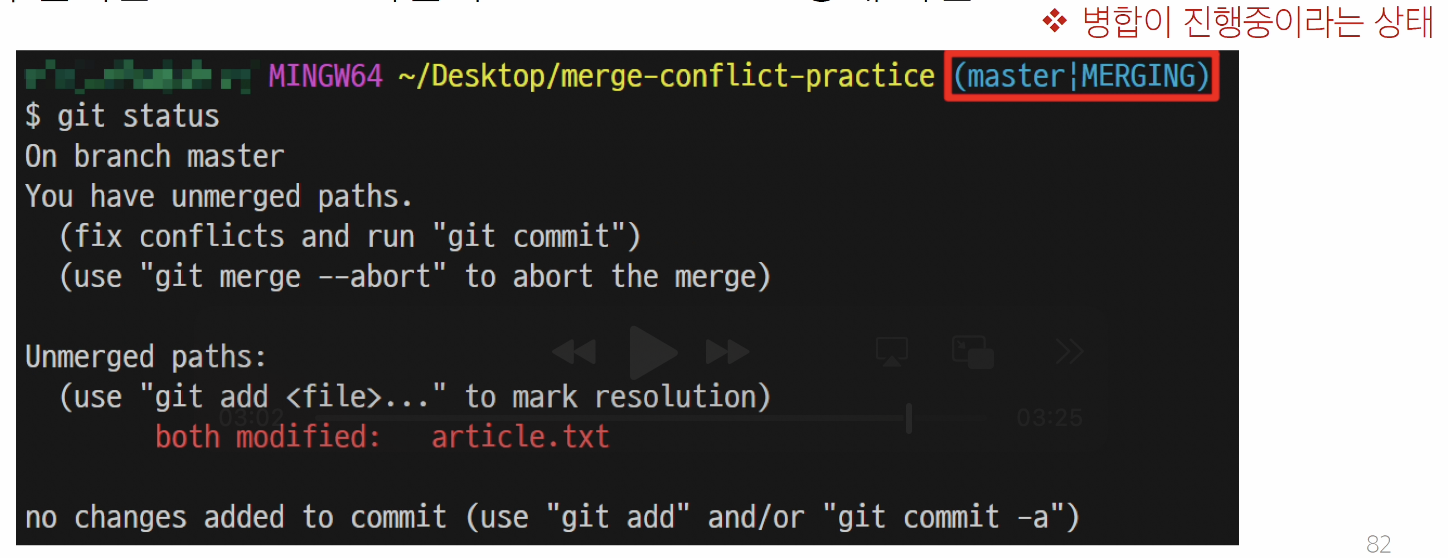 ❖ 병합이 진행중이라는 상태
MINGW64 ~/Desktop/merge-conflict-practice (master|MERGING)
$ git status
On branch master
You have unmerged paths.
(fix conflicts and run "git commit")
(use "git merge --abort" to abort the merge)
Unmerged paths:
(use "git add <file>..." to mark resolution)
03:02 03:25
both modified: article.txt
no changes added to commit (use "git add" and/or "git commit -a")
82